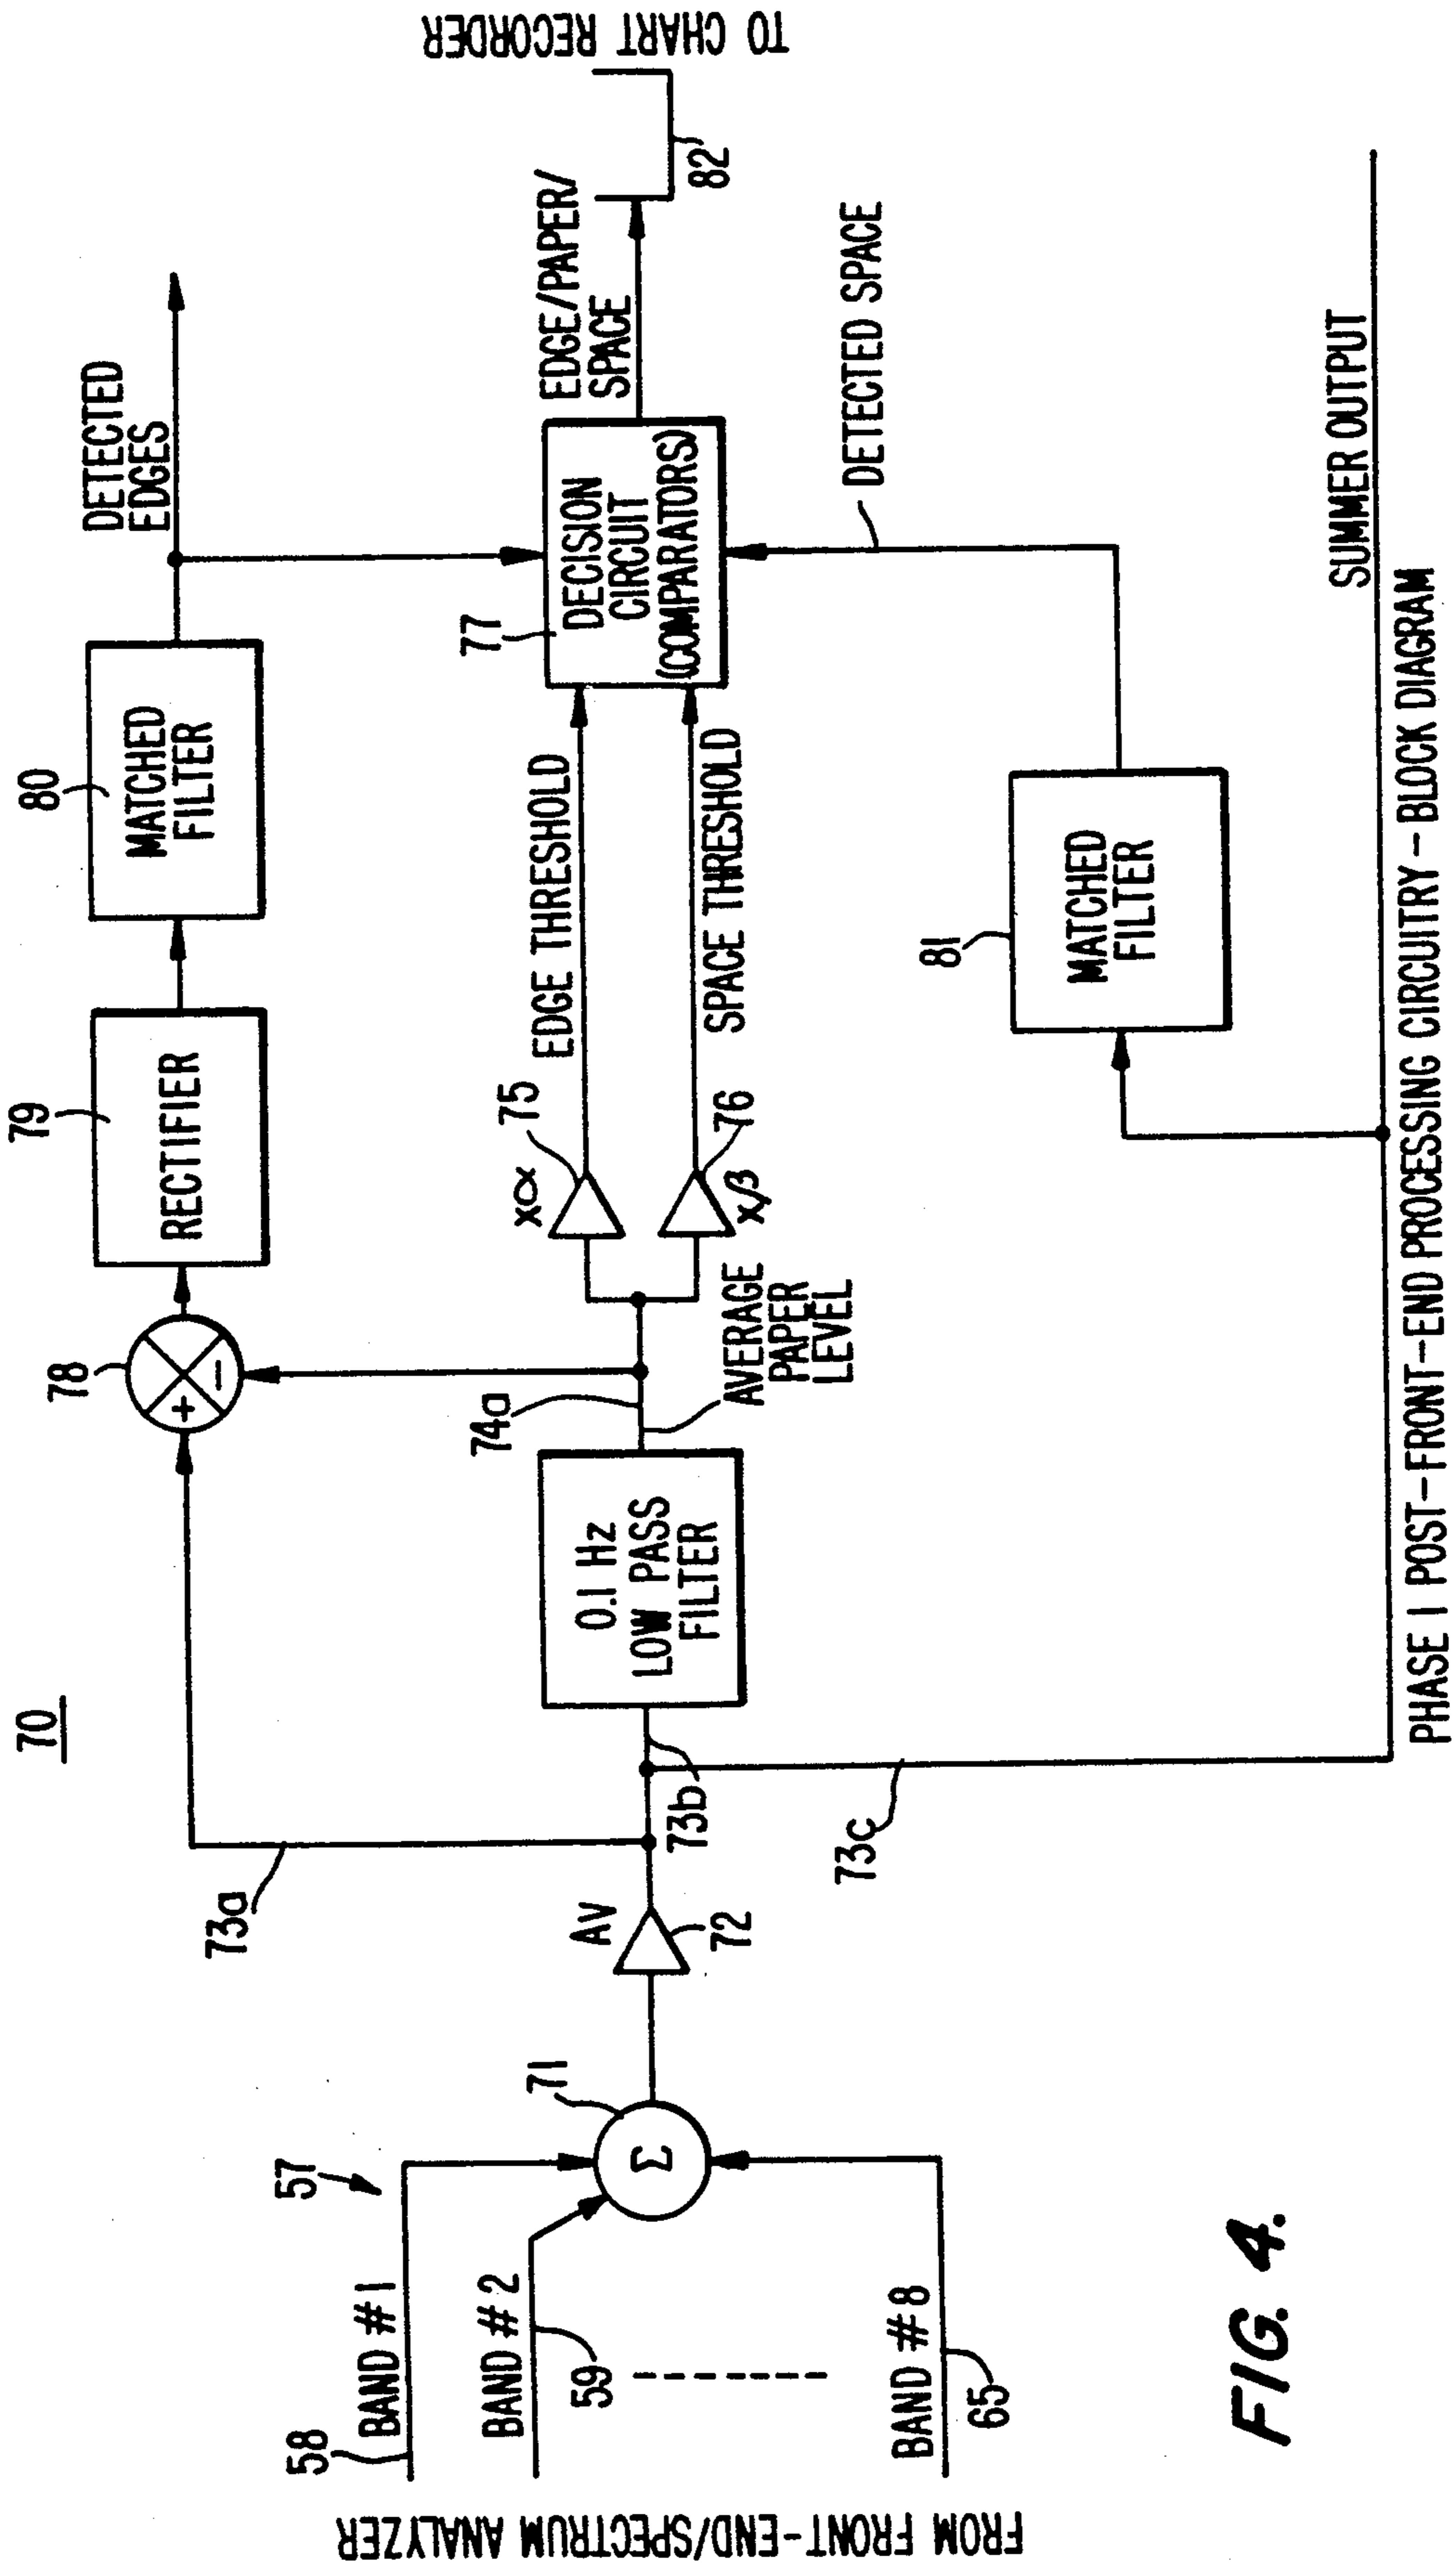 70
FROM FRONT-END/SPECTRUM ANALYZER
58
BAND #1
57
BAND #2
59
BAND #8
65
Σ
71
AV
72
73a
73b
73c
0.1 Hz
LOW PASS
FILTER
74a
AVERAGE
PAPER
LEVEL
78
+
−
79
RECTIFIER
80
MATCHED
FILTER
DETECTED
EDGES
xα
75
xβ
76
EDGE THRESHOLD
SPACE THRESHOLD
77
DECISION
CIRCUIT
(COMPARATORS)
EDGE/PAPER/
SPACE
82
TO CHART RECORDER
DETECTED SPACE
81
MATCHED
FILTER
SUMMER OUTPUT
PHASE 1 POST-FRONT-END PROCESSING CIRCUITRY-BLOCK DIAGRAM
FIG. 4.